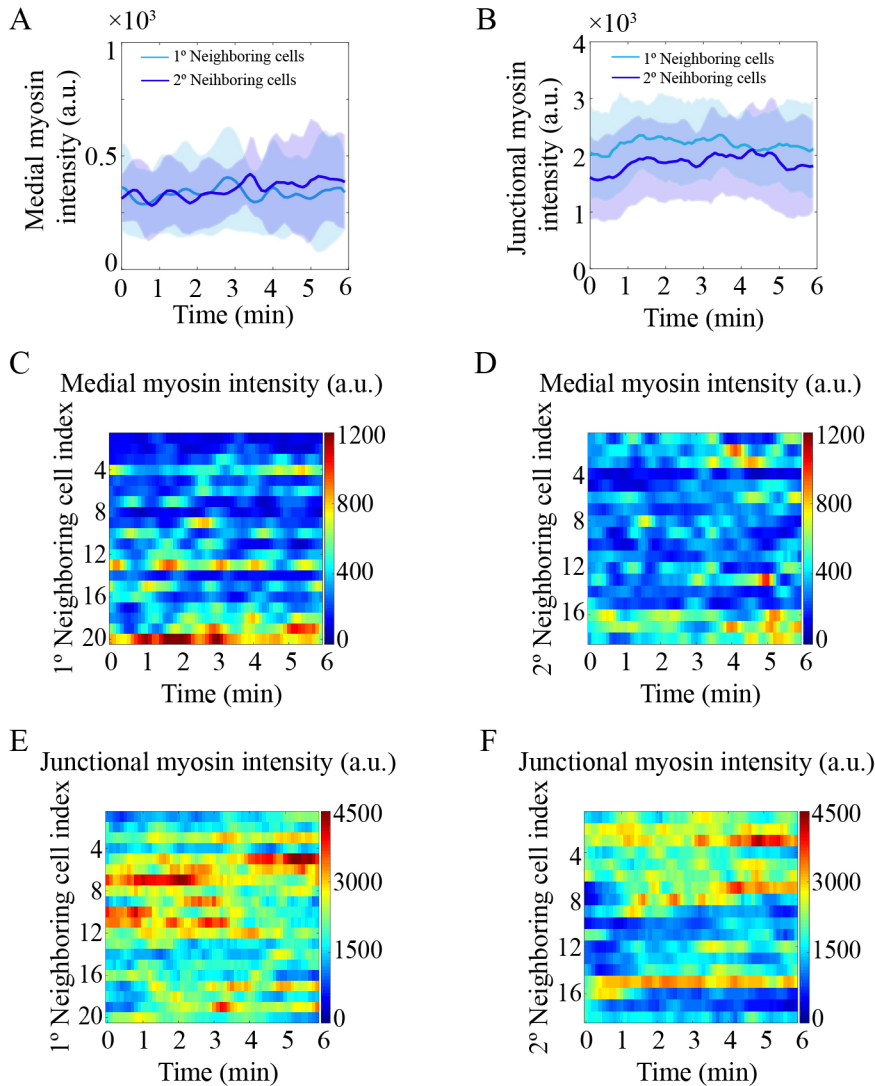 A
×10³
1
0.5
0
Medial myosin
intensity (a.u.)
1º Neighboring cells
2º Neihboring cells
0 1 2 3 4 5 6
Time (min)
B
×10³
4
3
2
1
0
Junctional myosin
intensity (a.u.)
1º Neighboring cells
2º Neihboring cells
0 1 2 3 4 5 6
Time (min)
C
Medial myosin intensity (a.u.)
1º Neighboring cell index
4
8
12
16
20
0 1 2 3 4 5 6
Time (min)
1200
800
400
0
D
Medial myosin intensity (a.u.)
2º Neighboring cell index
4
8
12
16
0 1 2 3 4 5 6
Time (min)
1200
800
400
0
E
Junctional myosin intensity (a.u.)
1º Neighboring cell index
4
8
12
16
20
0 1 2 3 4 5 6
Time (min)
4500
3000
1500
0
F
Junctional myosin intensity (a.u.)
2º Neighboring cell index
4
8
12
16
0 1 2 3 4 5 6
Time (min)
4500
3000
1500
0